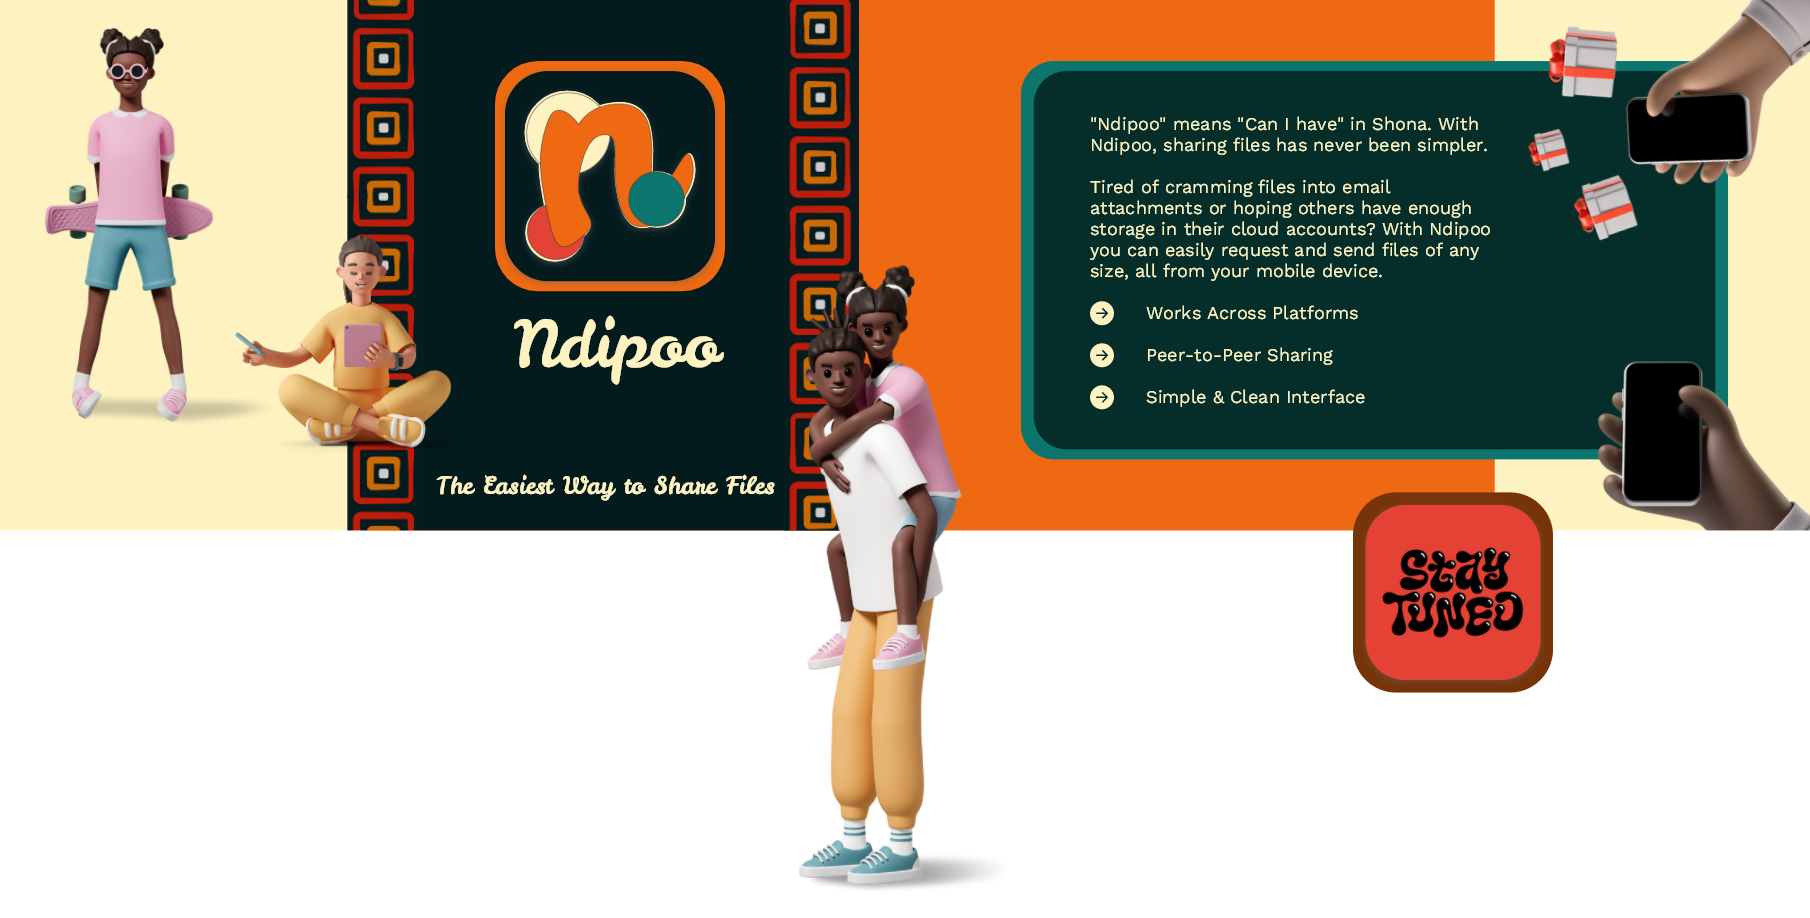 n
Ndipoo
The Easiest Way to Share Files
"Ndipoo" means "Can I have" in Shona. With
Ndipoo, sharing files has never been simpler.
Tired of cramming files into email
attachments or hoping others have enough
storage in their cloud accounts? With Ndipoo
you can easily request and send files of any
size, all from your mobile device.
Works Across Platforms
Peer-to-Peer Sharing
Simple & Clean Interface
STAY
TUNED